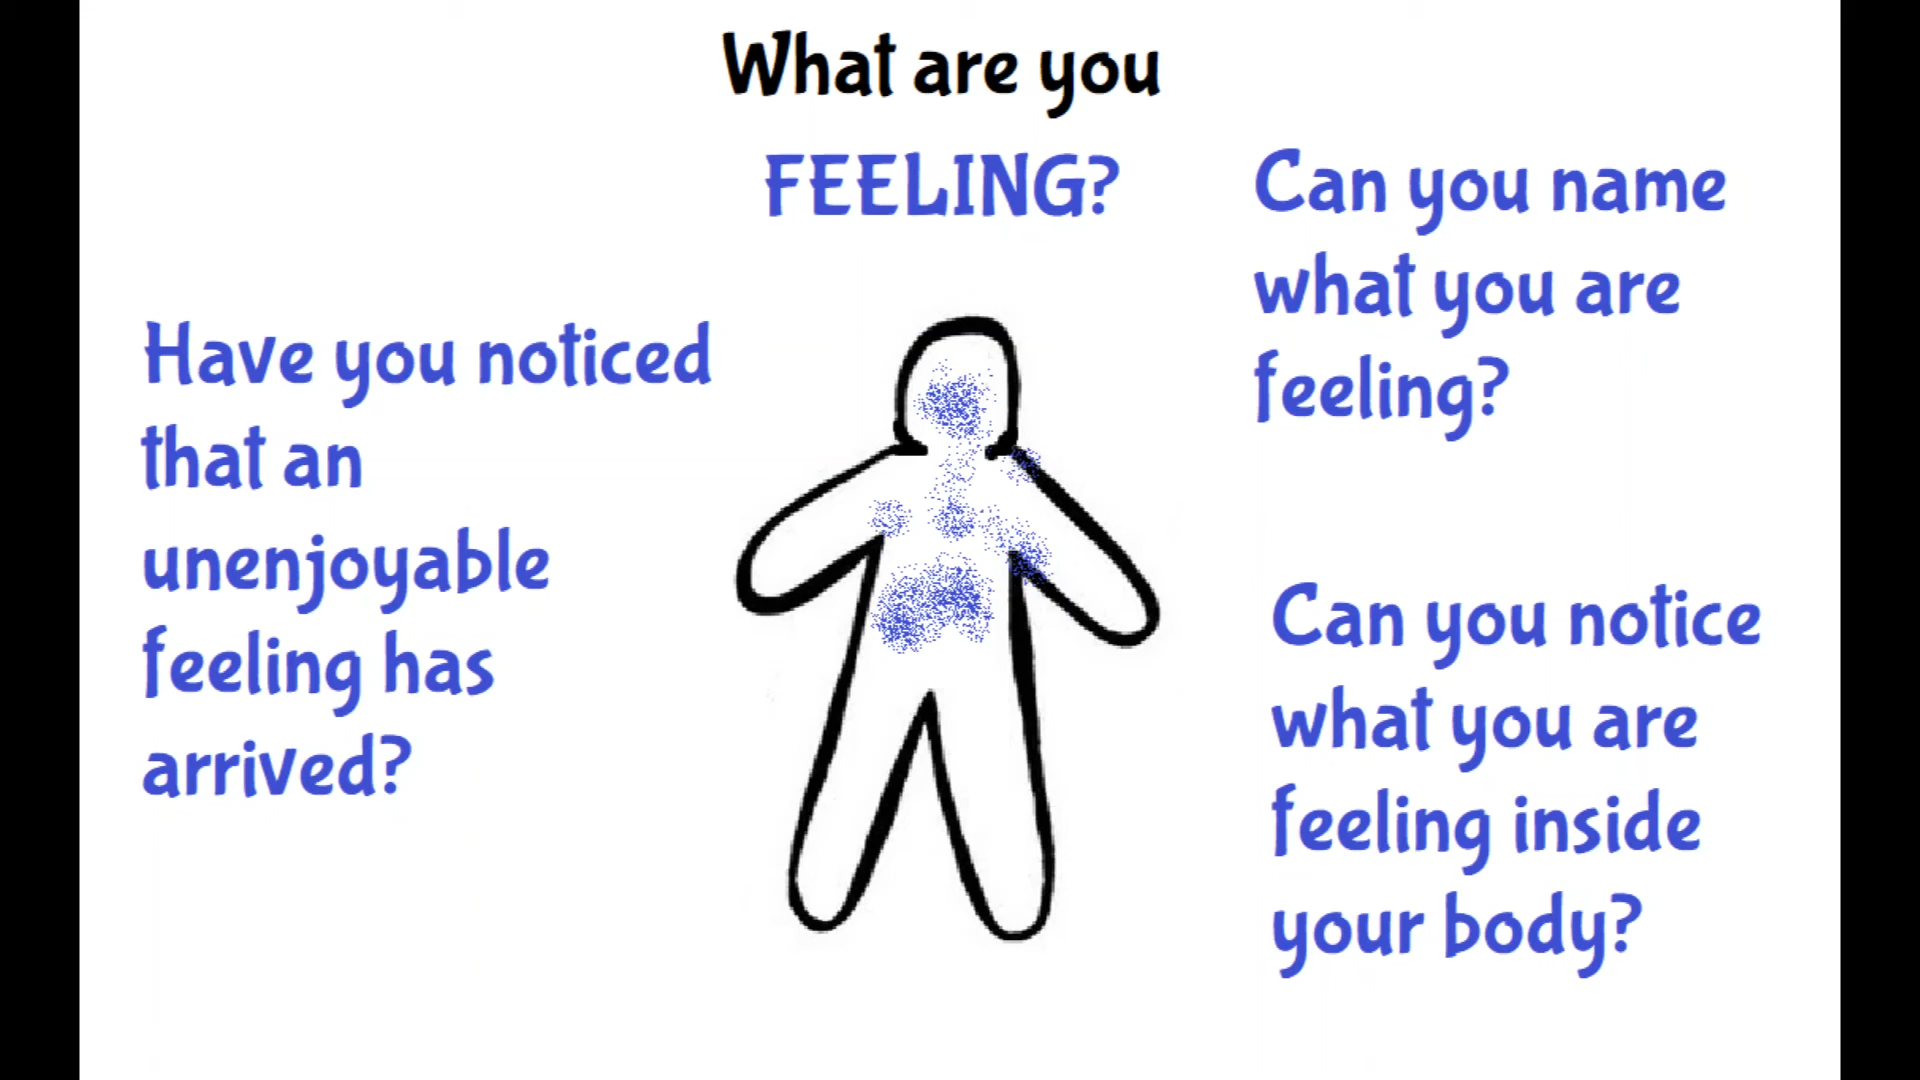 What are you
FEELING?
Have you noticed
that an
unenjoyable
feeling has
arrived?
Can you name
what you are
feeling?
Can you notice
what you are
feeling inside
your body?